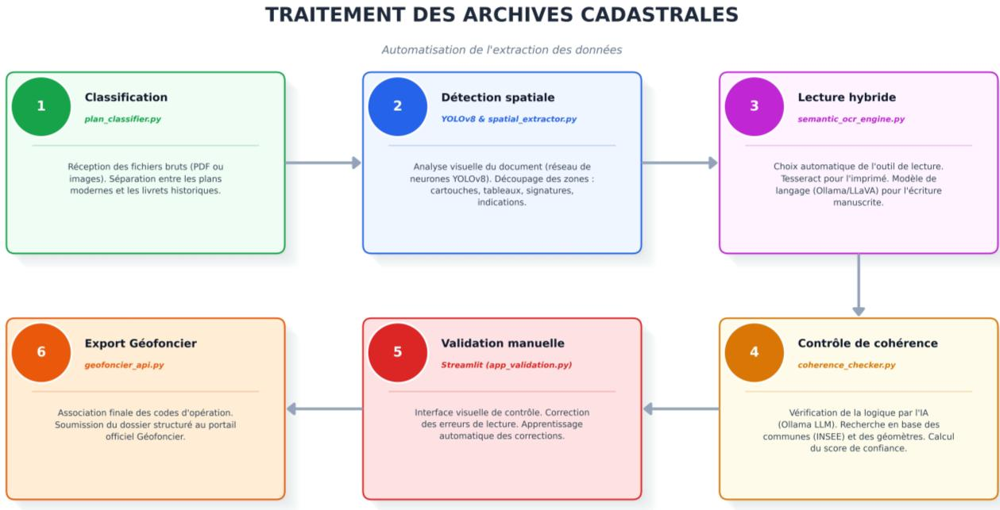 TRAITEMENT DES ARCHIVES CADASTRALES
Automatisation de l'extraction des données
1
Classification
plan_classifier.py
Réception des fichiers bruts (PDF ou
images). Séparation entre les plans
modernes et les livrets historiques.
2
Détection spatiale
YOLOv8 & spatial_extractor.py
Analyse visuelle du document (réseau de
neurones YOLOv8). Découpage des zones :
cartouches, tableaux, signatures,
indications.
3
Lecture hybride
semantic_ocr_engine.py
Choix automatique de l'outil de lecture.
Tesseract pour l'imprimé. Modèle de
langage (Ollama/LLaVA) pour l'écriture
manuscrite.
4
Contrôle de cohérence
coherence_checker.py
Vérification de la logique par l'IA
(Ollama LLM). Recherche en base des
communes (INSEE) et des géomètres. Calcul
du score de confiance.
5
Validation manuelle
Streamlit (app_validation.py)
Interface visuelle de contrôle. Correction
des erreurs de lecture. Apprentissage
automatique des corrections.
6
Export Géofoncier
geofoncier_api.py
Association finale des codes d'opération.
Soumission du dossier structuré au portail
officiel Géofoncier.